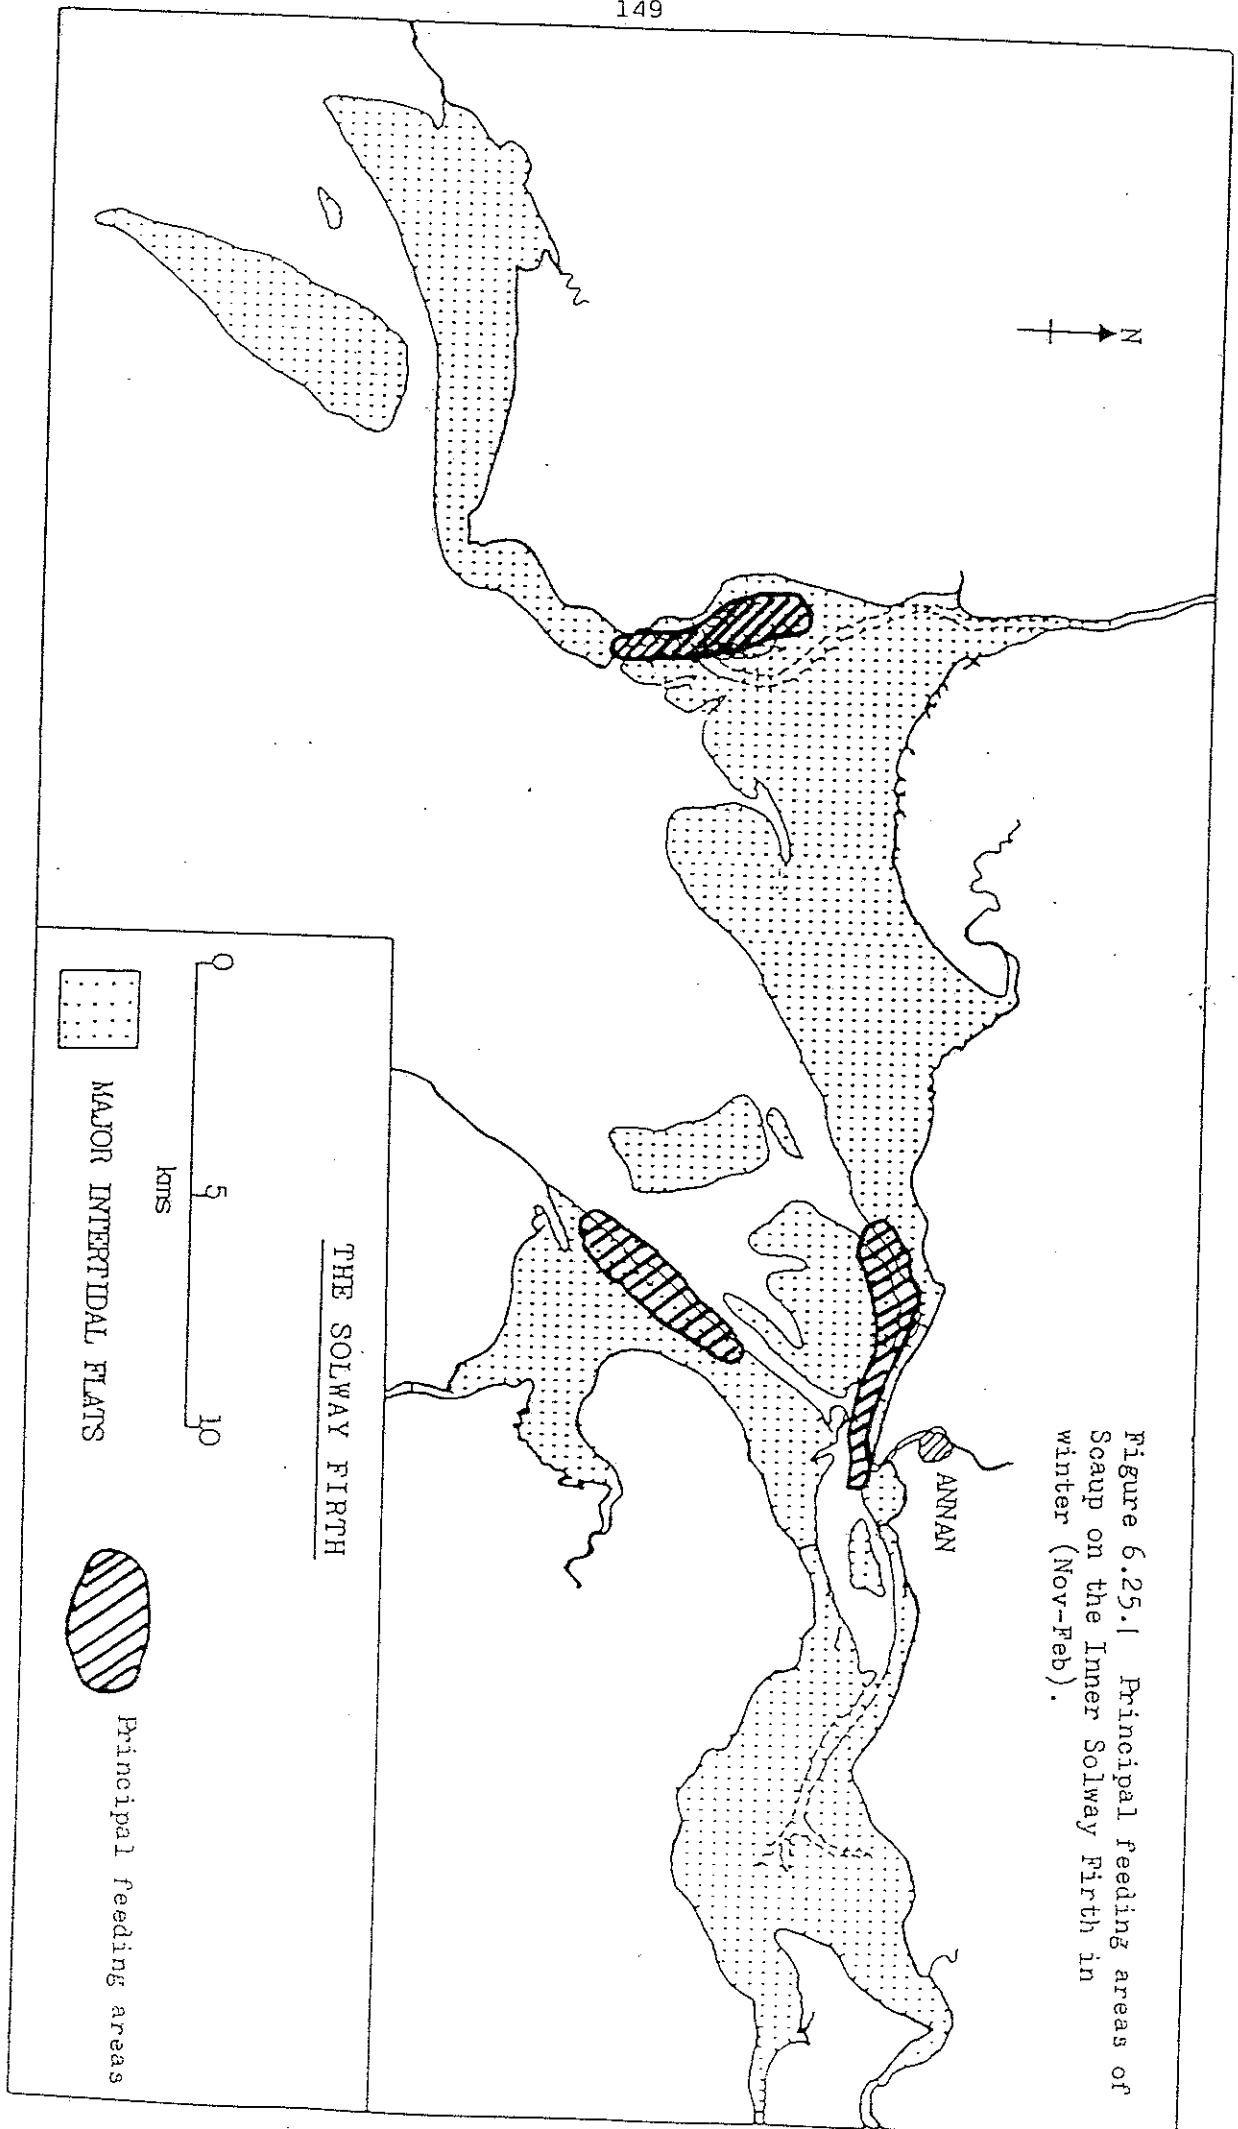 149
Figure 6.25.1 Principal feeding areas of
Scaup on the Inner Solway Firth in
winter (Nov-Feb).
N
ANNAN
THE SOLWAY FIRTH
0 5 10
kms
MAJOR INTERTIDAL FLATS
Principal feeding areas